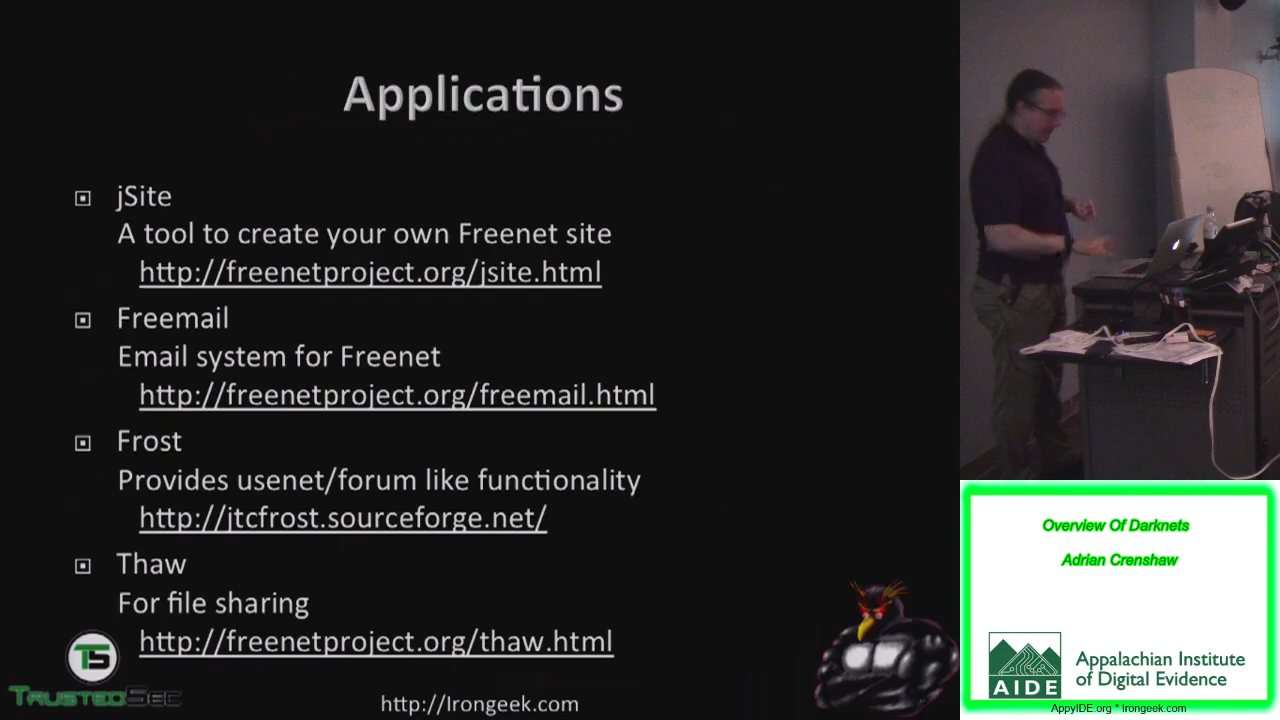 Applications
jSite
A tool to create your own Freenet site
http://freenetproject.org/jsite.html
Freemail
Email system for Freenet
http://freenetproject.org/freemail.html
Frost
Provides usenet/forum like functionality
http://jtcfrost.sourceforge.net/
Thaw
For file sharing
http://freenetproject.org/thaw.html
TS
TRUSTEDSEC
http://Irongeek.com
Overview Of Darknets
Adrian Crenshaw
AIDE
Appalachian Institute
of Digital Evidence
AppyIDE.org * Irongeek.com